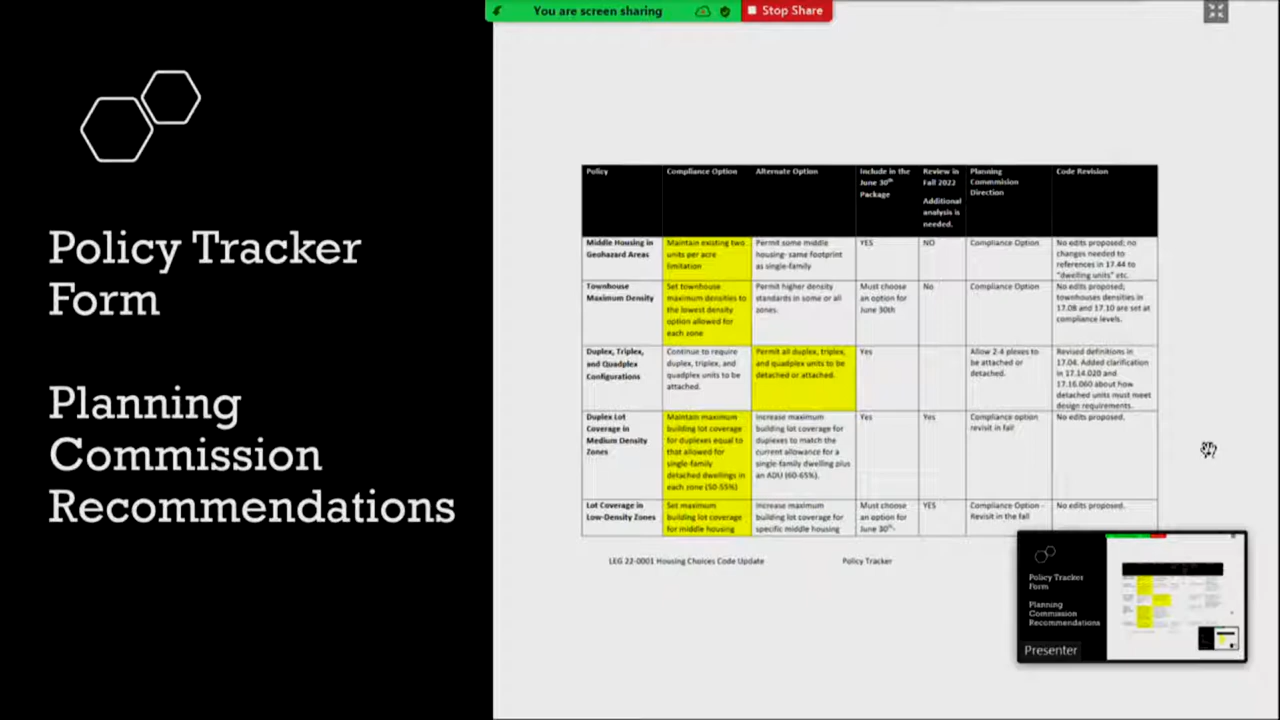 You are screen sharing
Stop Share
Policy Tracker
Form
Planning
Commission
Recommendations
Policy
Compliance Option
Alternate Option
Include in the
June 30th
Package
Review in
Fall 2022
Additional
analysis is
needed.
Planning
Commmision
Direction
Code Revision
Middle Housing in
Geohazard Areas
Maintain existing two
units per acre
limitation
Permit some middle
housing- same footprint
as single-family
YES
NO
Compliance Option
No edits proposed; no
changes needed to
references in 17.44 to
"dwelling units" etc.
Townhouse
Maximum Density
Set townhouse
maximum densities to
the lowest density
option allowed for
each zone
Permit higher density
standards in some or all
zones.
Must choose
an option for
June 30th
No
Compliance Option
No edits proposed;
townhouses densities in
17.08 and 17.10 are set at
compliance levels.
Duplex, Triplex,
and Quadplex
Configurations
Continue to require
duplex, triplex, and
quadplex units to be
attached.
Permit all duplex, triplex,
and quadplex units to be
detached or attached.
Yes
Allow 2-4 plexes to
be attached or
detached.
Revised definitions in
17.04. Added clarification
in 17.14.020 and
17.16.060 about how
detached units must meet
design requirements.
Duplex Lot
Coverage in
Medium Density
Zones
Maintain maximum
building lot coverage
for duplexes equal to
that allowed for
single-family
detached dwellings in
each zone (50-55%)
Increase maximum
building lot coverage for
duplexes to match the
current allowance for a
single-family dwelling plus
an ADU (60-65%).
Yes
Yes
Compliance option
revisit in fall
No edits proposed.
Lot Coverage in
Low-Density Zones
Set maximum
building lot coverage
for middle housing
Increase maximum
building lot coverage for
specific middle housing
Must choose
an option for
June 30th-
YES
Compliance Option -
Revisit in the fall
No edits proposed.
LEG 22-0001 Housing Choices Code Update
Policy Tracker
Policy Tracker
Form
Planning
Commission
Recommendations
Presenter